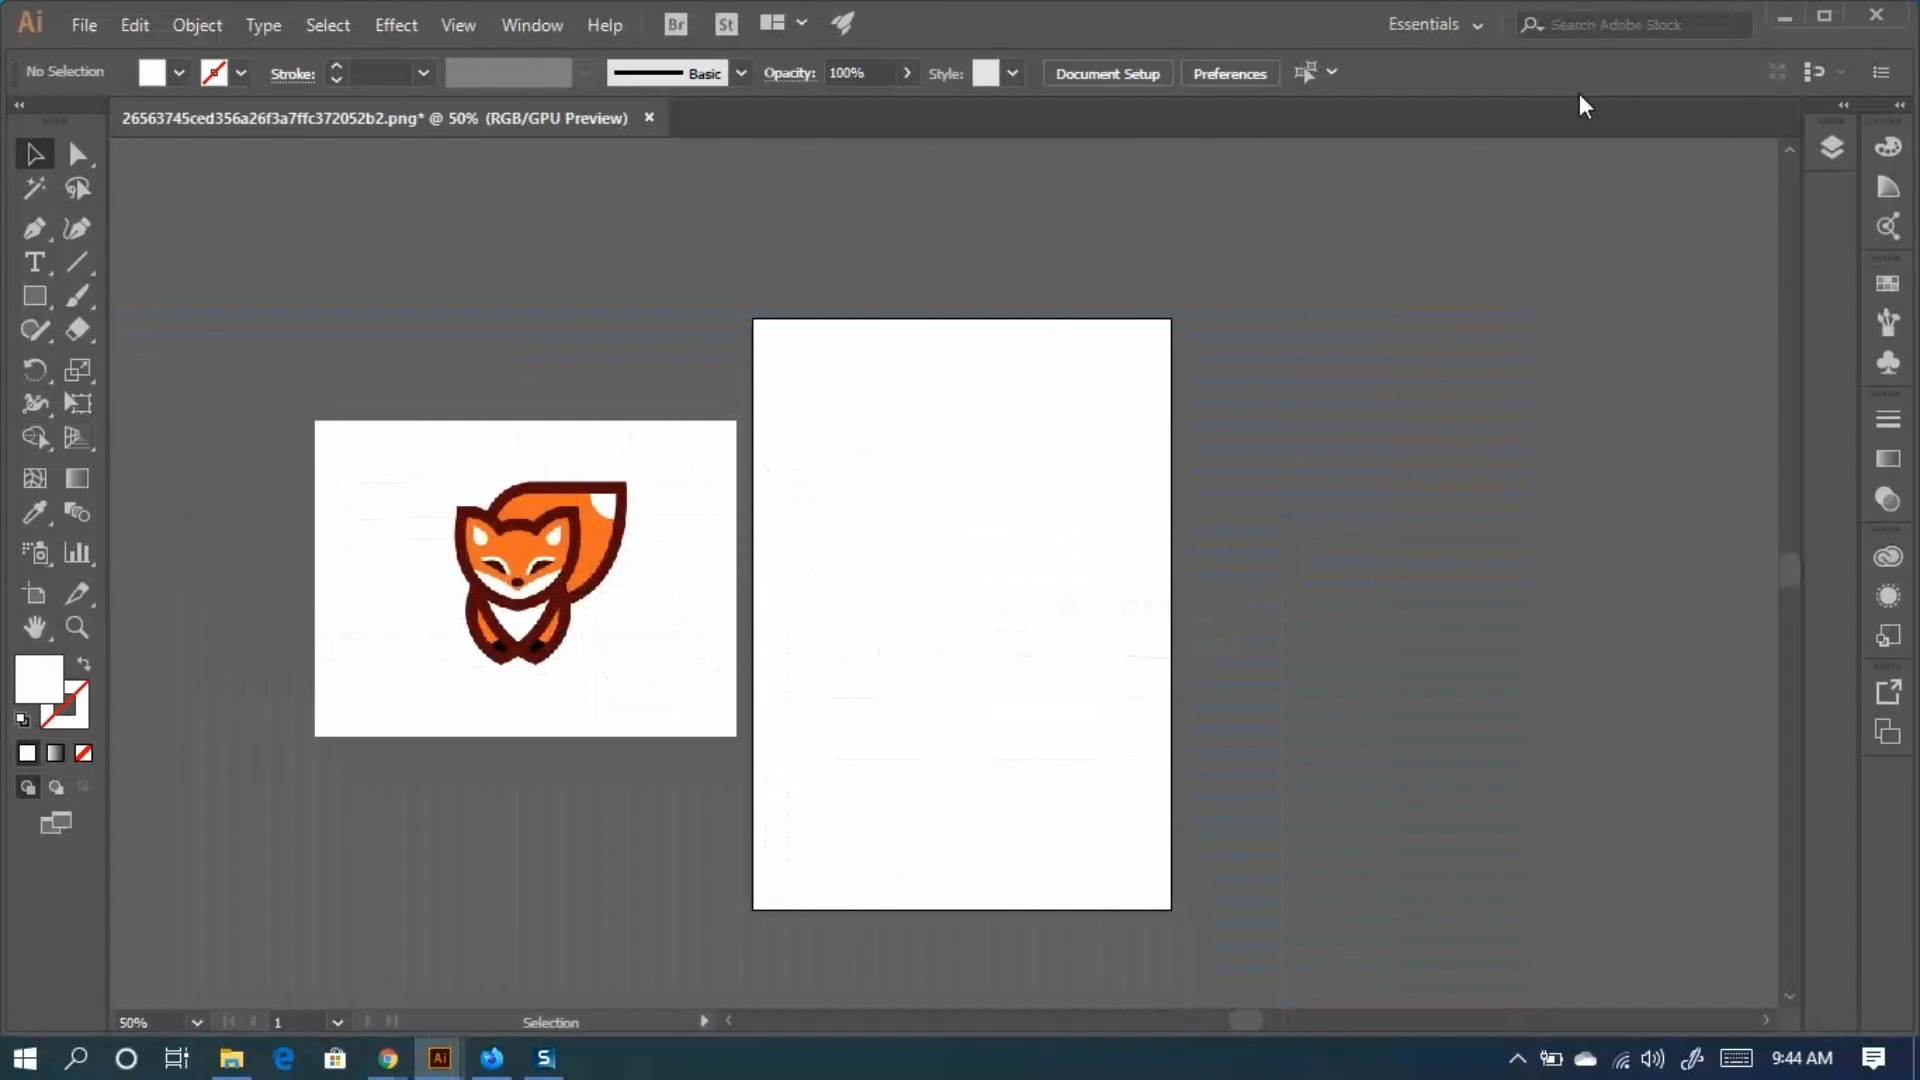 Ai File Edit Object Type Select Effect View Window Help Br St Essentials Search Adobe Stock
No Selection Stroke: Basic Opacity: 100% Style: Document Setup Preferences
26563745ced356a26f3a7ffc372052b2.png* @ 50% (RGB/GPU Preview)
50% 1 Selection
Ai S 9:44 AM